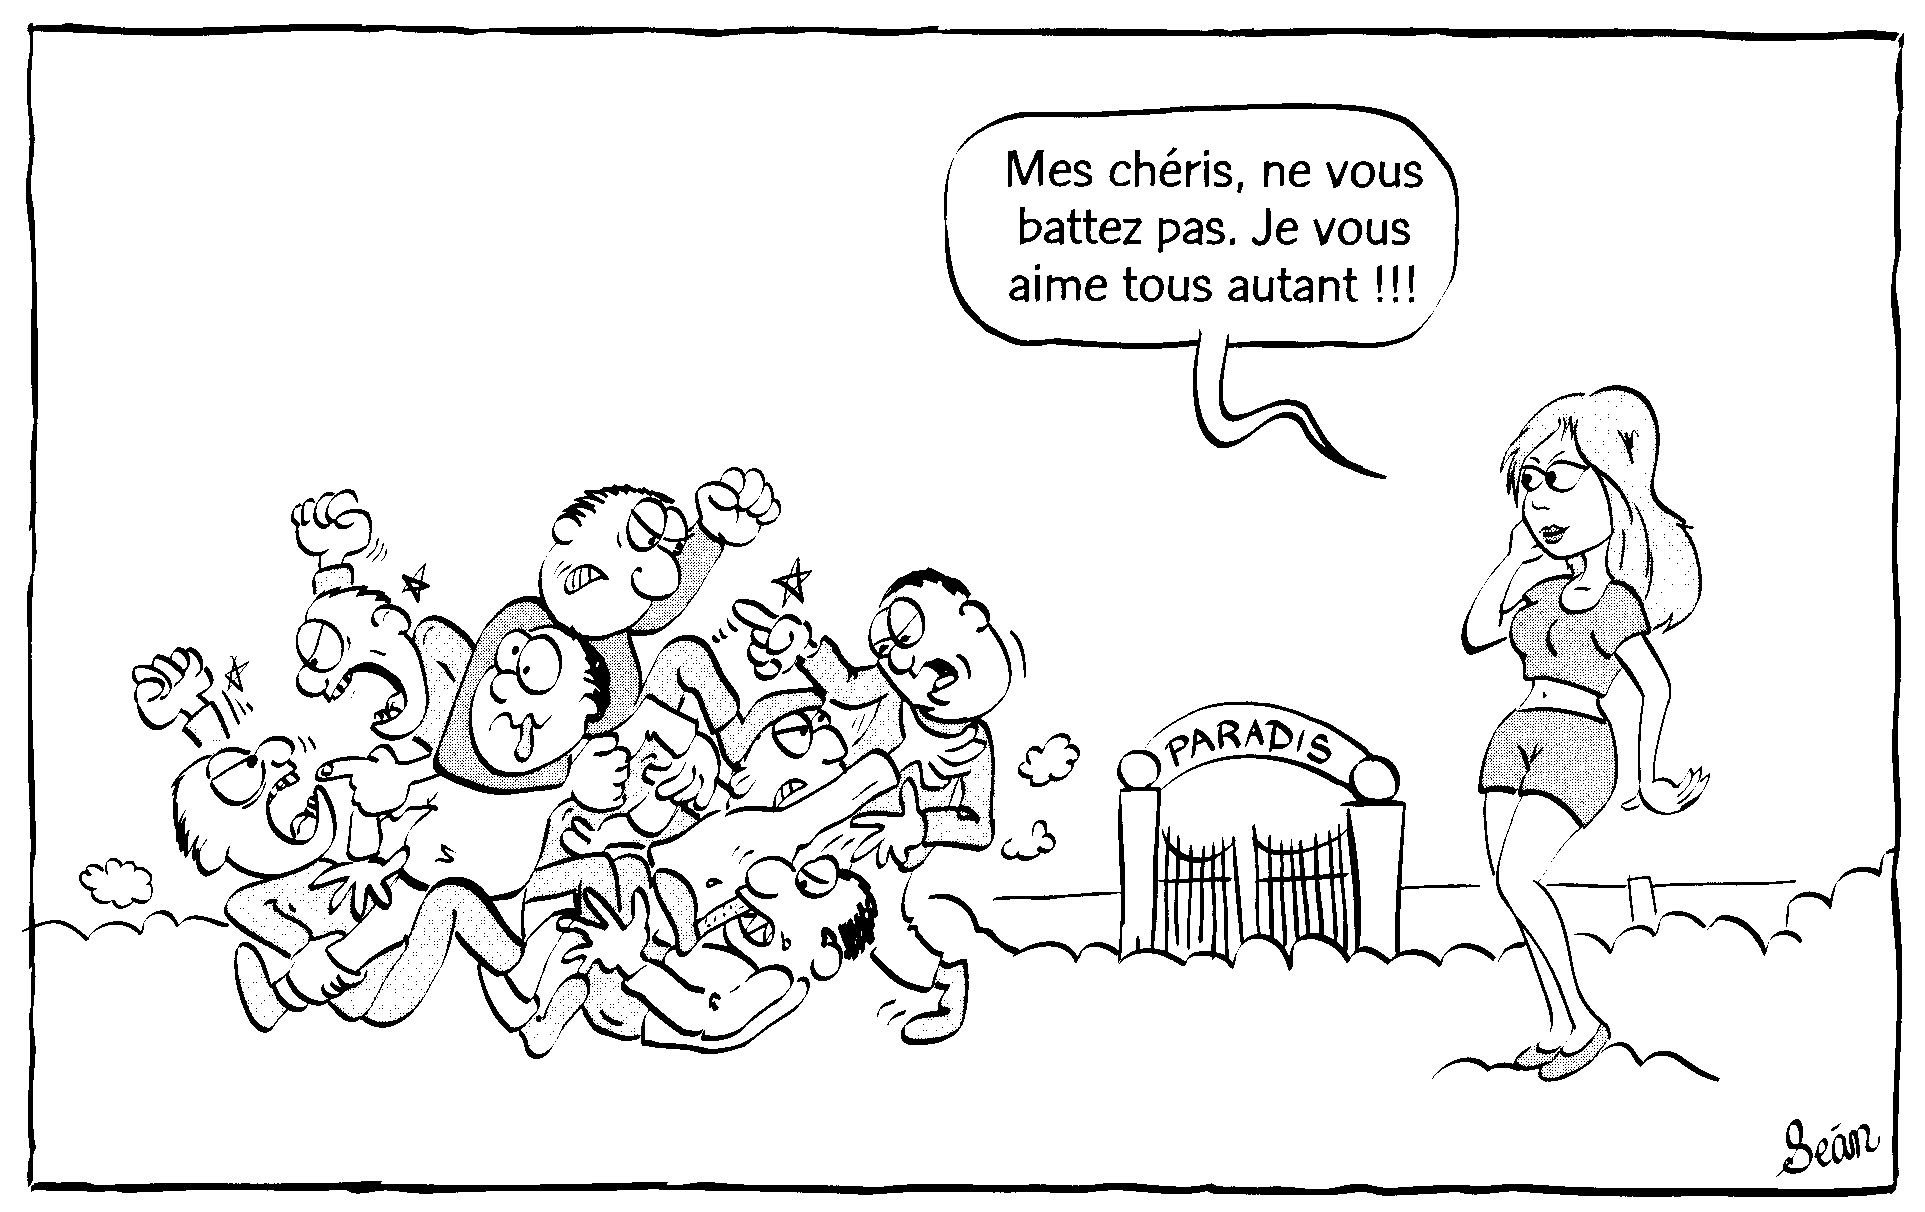 Mes chéris, ne vous
battez pas. Je vous
aime tous autant !!!
PARADIS
Seán